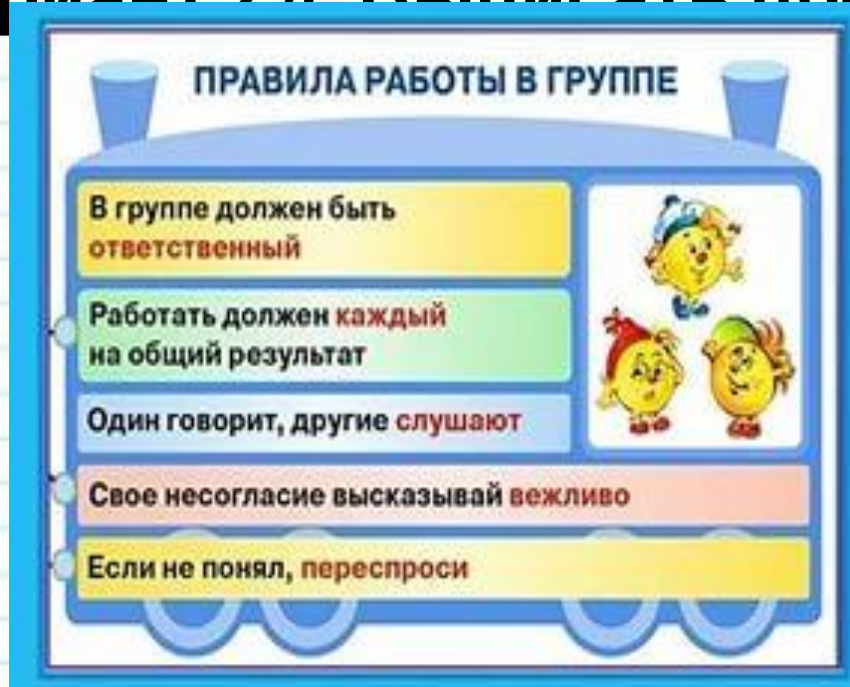 ПРАВИЛА РАБОТЫ В ГРУППЕ
В группе должен быть
ответственный
Работать должен каждый
на общий результат
Один говорит, другие слушают
Свое несогласие высказывай вежливо
Если не понял, переспроси